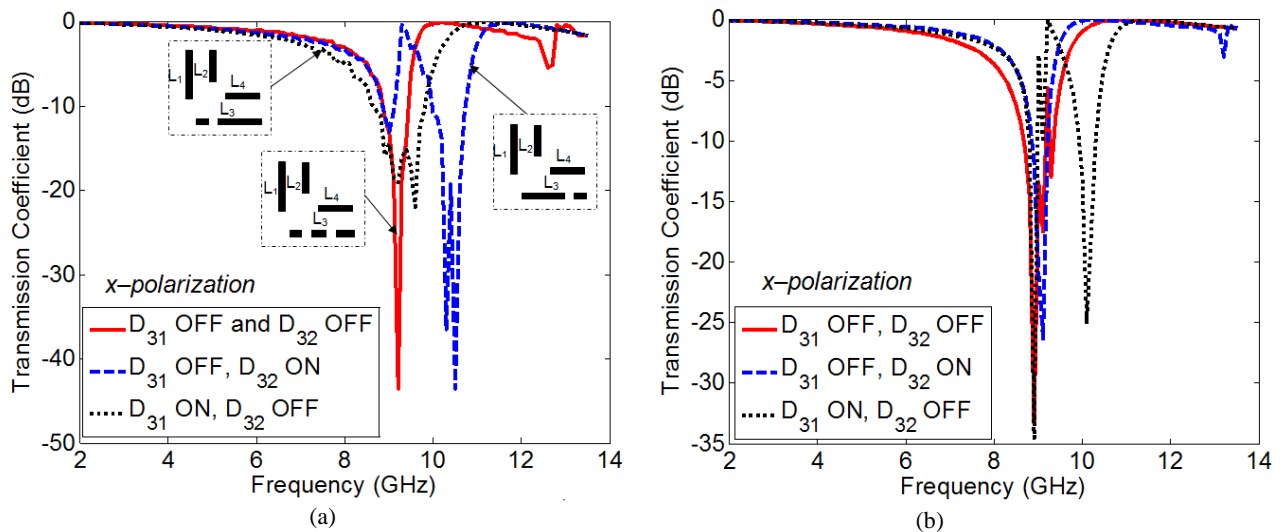 Transmission Coefficient (dB)
0
-10
-20
-30
-40
-50
L1 L2 L4
L3
L1 L2 L4
L3
L1 L2 L4
L3
x–polarization
D31 OFF and D32 OFF
D31 OFF, D32 ON
D31 ON, D32 OFF
2 4 6 8 10 12 14
Frequency (GHz)
(a)
Transmission Coefficient (dB)
0
-5
-10
-15
-20
-25
-30
-35
x–polarization
D31 OFF, D32 OFF
D31 OFF, D32 ON
D31 ON, D32 OFF
2 4 6 8 10 12 14
Frequency (GHz)
(b)